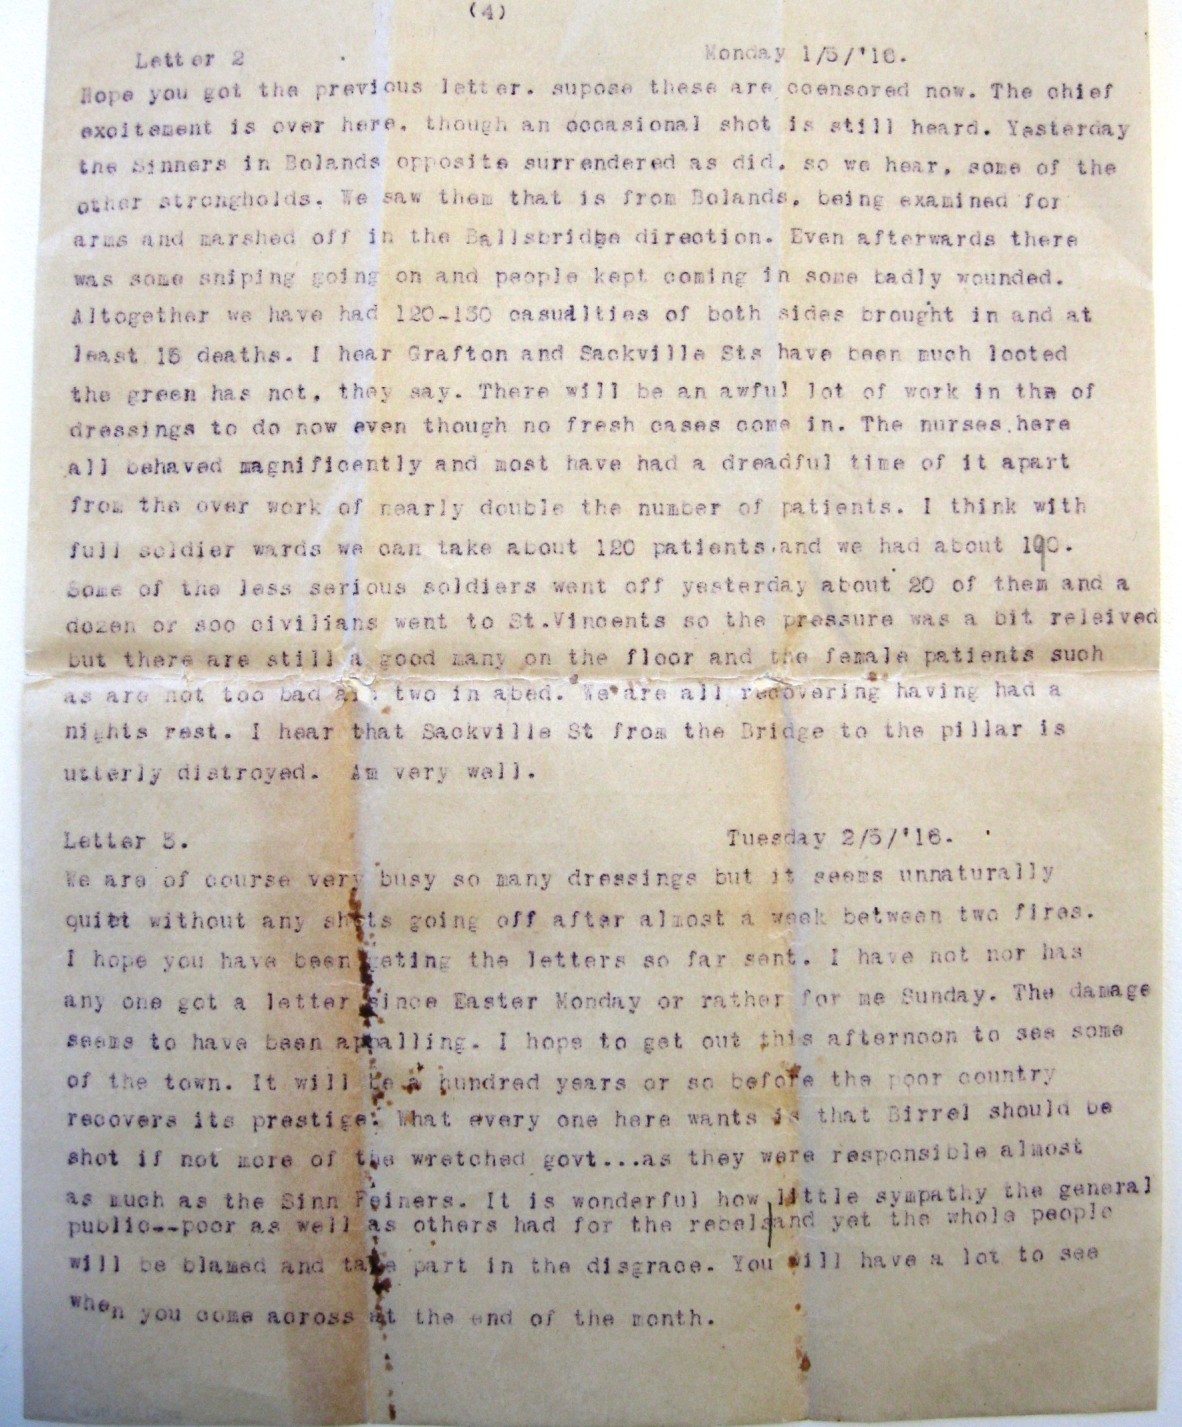 (4)
Letter 2 Monday 1/5/'16.
Hope you got the previous letter. supose these are coensored now. The chief
excitement is over here. though an occasional shot is still heard. Yesterday
the Sinners in Bolands opposite surrendered as did. so we hear, some of the
other strongholds. We saw them that is from Bolands, being examined for
arms and marshed off in the Ballsbridge direction. Even afterwards there
was some sniping going on and people kept coming in some badly wounded.
Altogether we have had 120-130 casualties of both sides brought in and at
least 15 deaths. I hear Grafton and Sackville Sts have been much looted
the green has not, they say. There will be an awful lot of work in the of
dressings to do now even though no fresh cases come in. The nurses here
all behaved magnificently and most have had a dreadful time of it apart
from the over work of nearly double the number of patients. I think with
full soldier wards we can take about 120 patients,and we had about 190.
Some of the less serious soldiers went off yesterday about 20 of them and a
dozen or soo civilians went to St.Vincents so the pressure was a bit releived
but there are still a good many on the floor and the female patients such
as are not too bad two in abed. We are all recovering having had a
nights rest. I hear that Sackville St from the Bridge to the pillar is
utterly distroyed. Am very well.
Letter 3. Tuesday 2/5/'16.
We are of course very busy so many dressings but it seems unnaturally
quiet without any shots going off after almost a week between two fires.
I hope you have been geting the letters so far sent. I have not nor has
any one got a letter since Easter Monday or rather for me Sunday. The damage
seems to have been appalling. I hope to get out this afternoon to see some
of the town. It will be a hundred years or so before the poor country
recovers its prestige. What every one here wants is that Birrel should be
shot if not more of the wretched govt...as they were responsible almost
as much as the Sinn Feiners. It is wonderful how little sympathy the general
public--poor as well as others had for the rebels and yet the whole people
will be blamed and take part in the disgrace. You will have a lot to see
when you come across at the end of the month.